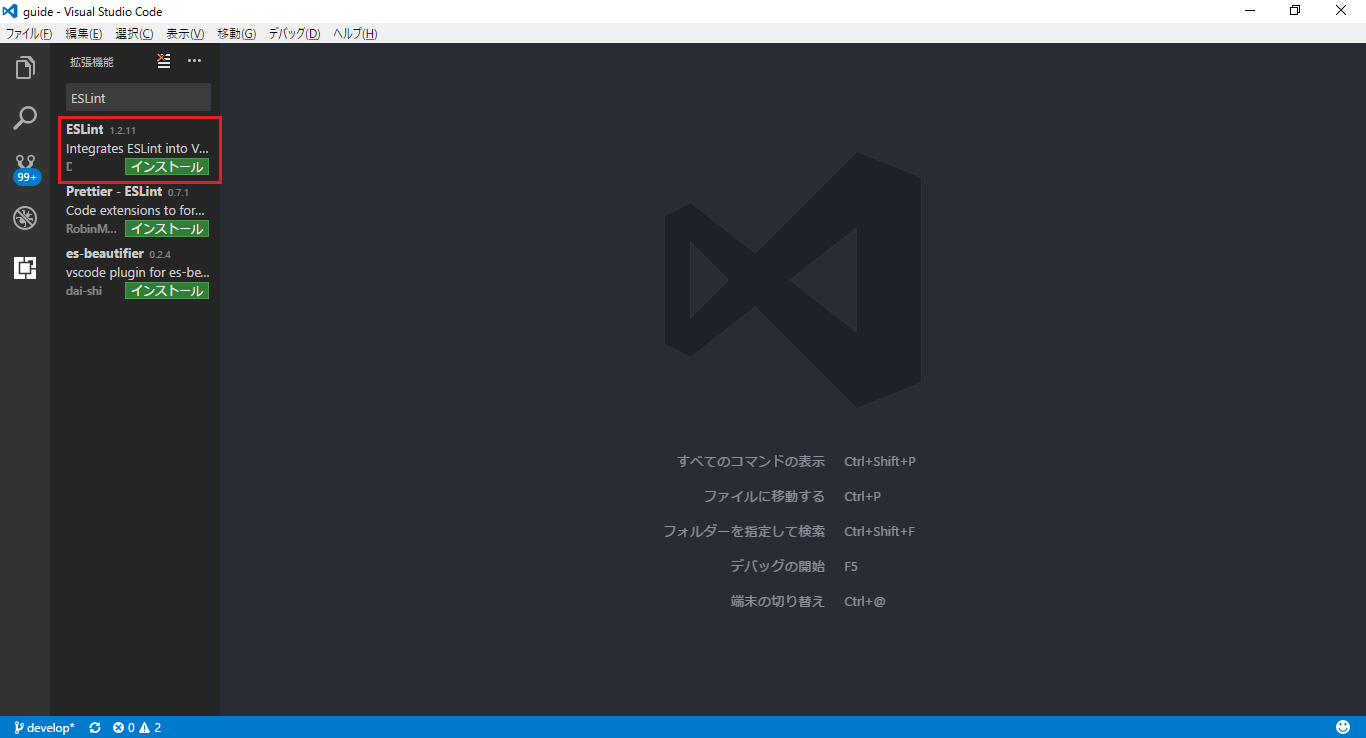 guide - Visual Studio Code
ファイル(F) 編集(E) 選択(C) 表示(V) 移動(G) デバッグ(D) ヘルプ(H)
拡張機能
ESLint
ESLint 1.2.11
Integrates ESLint into V...
インストール
Prettier - ESLint 0.7.1
Code extensions to for...
RobinM... インストール
es-beautifier 0.2.4
vscode plugin for es-be...
dai-shi インストール
99+
すべてのコマンドの表示 Ctrl+Shift+P
ファイルに移動する Ctrl+P
フォルダーを指定して検索 Ctrl+Shift+F
デバッグの開始 F5
端末の切り替え Ctrl+@
develop* 0 2